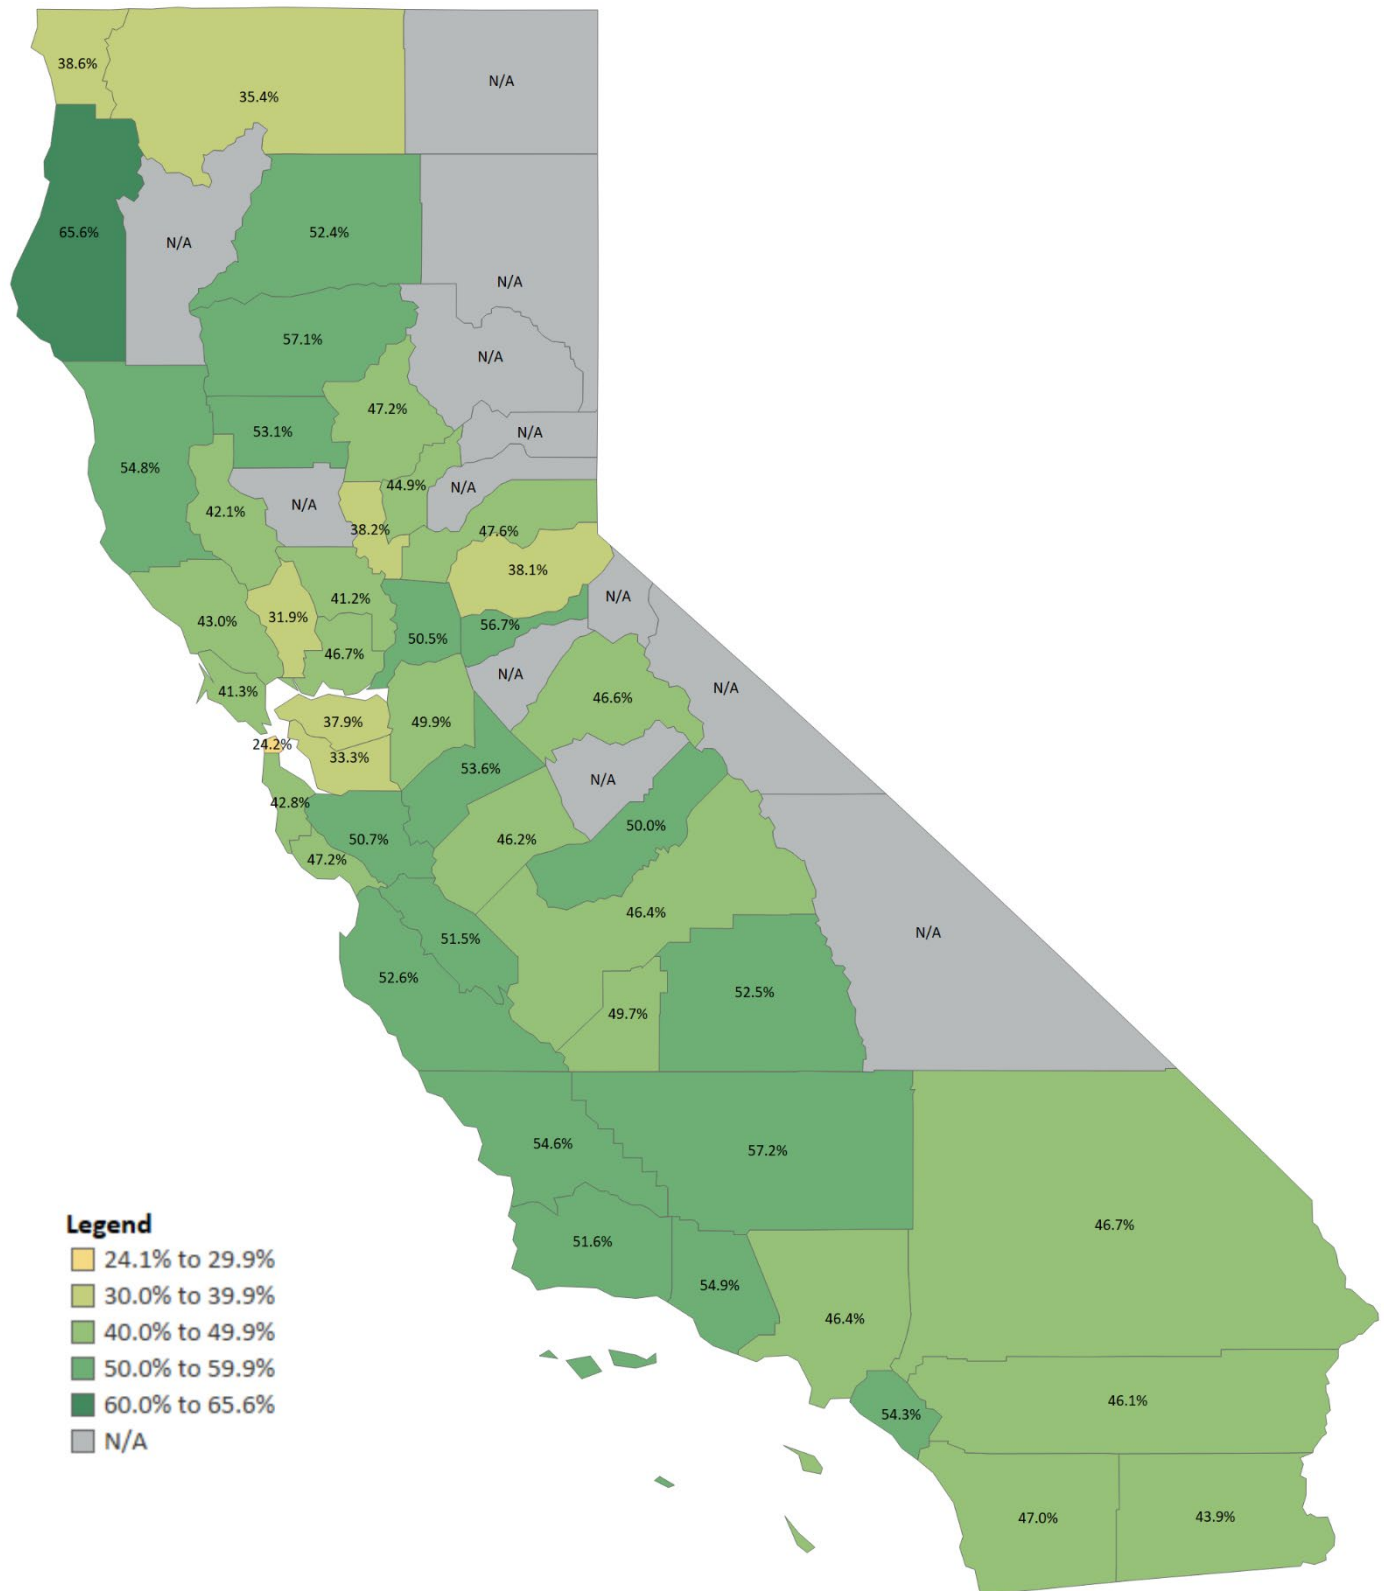 38.6%
35.4%
N/A
65.6%
N/A
52.4%
N/A
57.1%
N/A
47.2%
53.1%
N/A
54.8%
44.9%
N/A
42.1%
N/A
38.2%
47.6%
38.1%
41.2%
N/A
43.0%
31.9%
56.7%
50.5%
46.7%
N/A
41.3%
46.6%
N/A
37.9%
49.9%
24.2%
33.3%
53.6%
N/A
42.8%
50.7%
46.2%
50.0%
47.2%
46.4%
51.5%
N/A
52.6%
52.5%
49.7%
54.6%
57.2%
46.7%
51.6%
54.9%
46.4%
46.1%
54.3%
47.0%
43.9%
Legend
24.1% to 29.9%
30.0% to 39.9%
40.0% to 49.9%
50.0% to 59.9%
60.0% to 65.6%
N/A